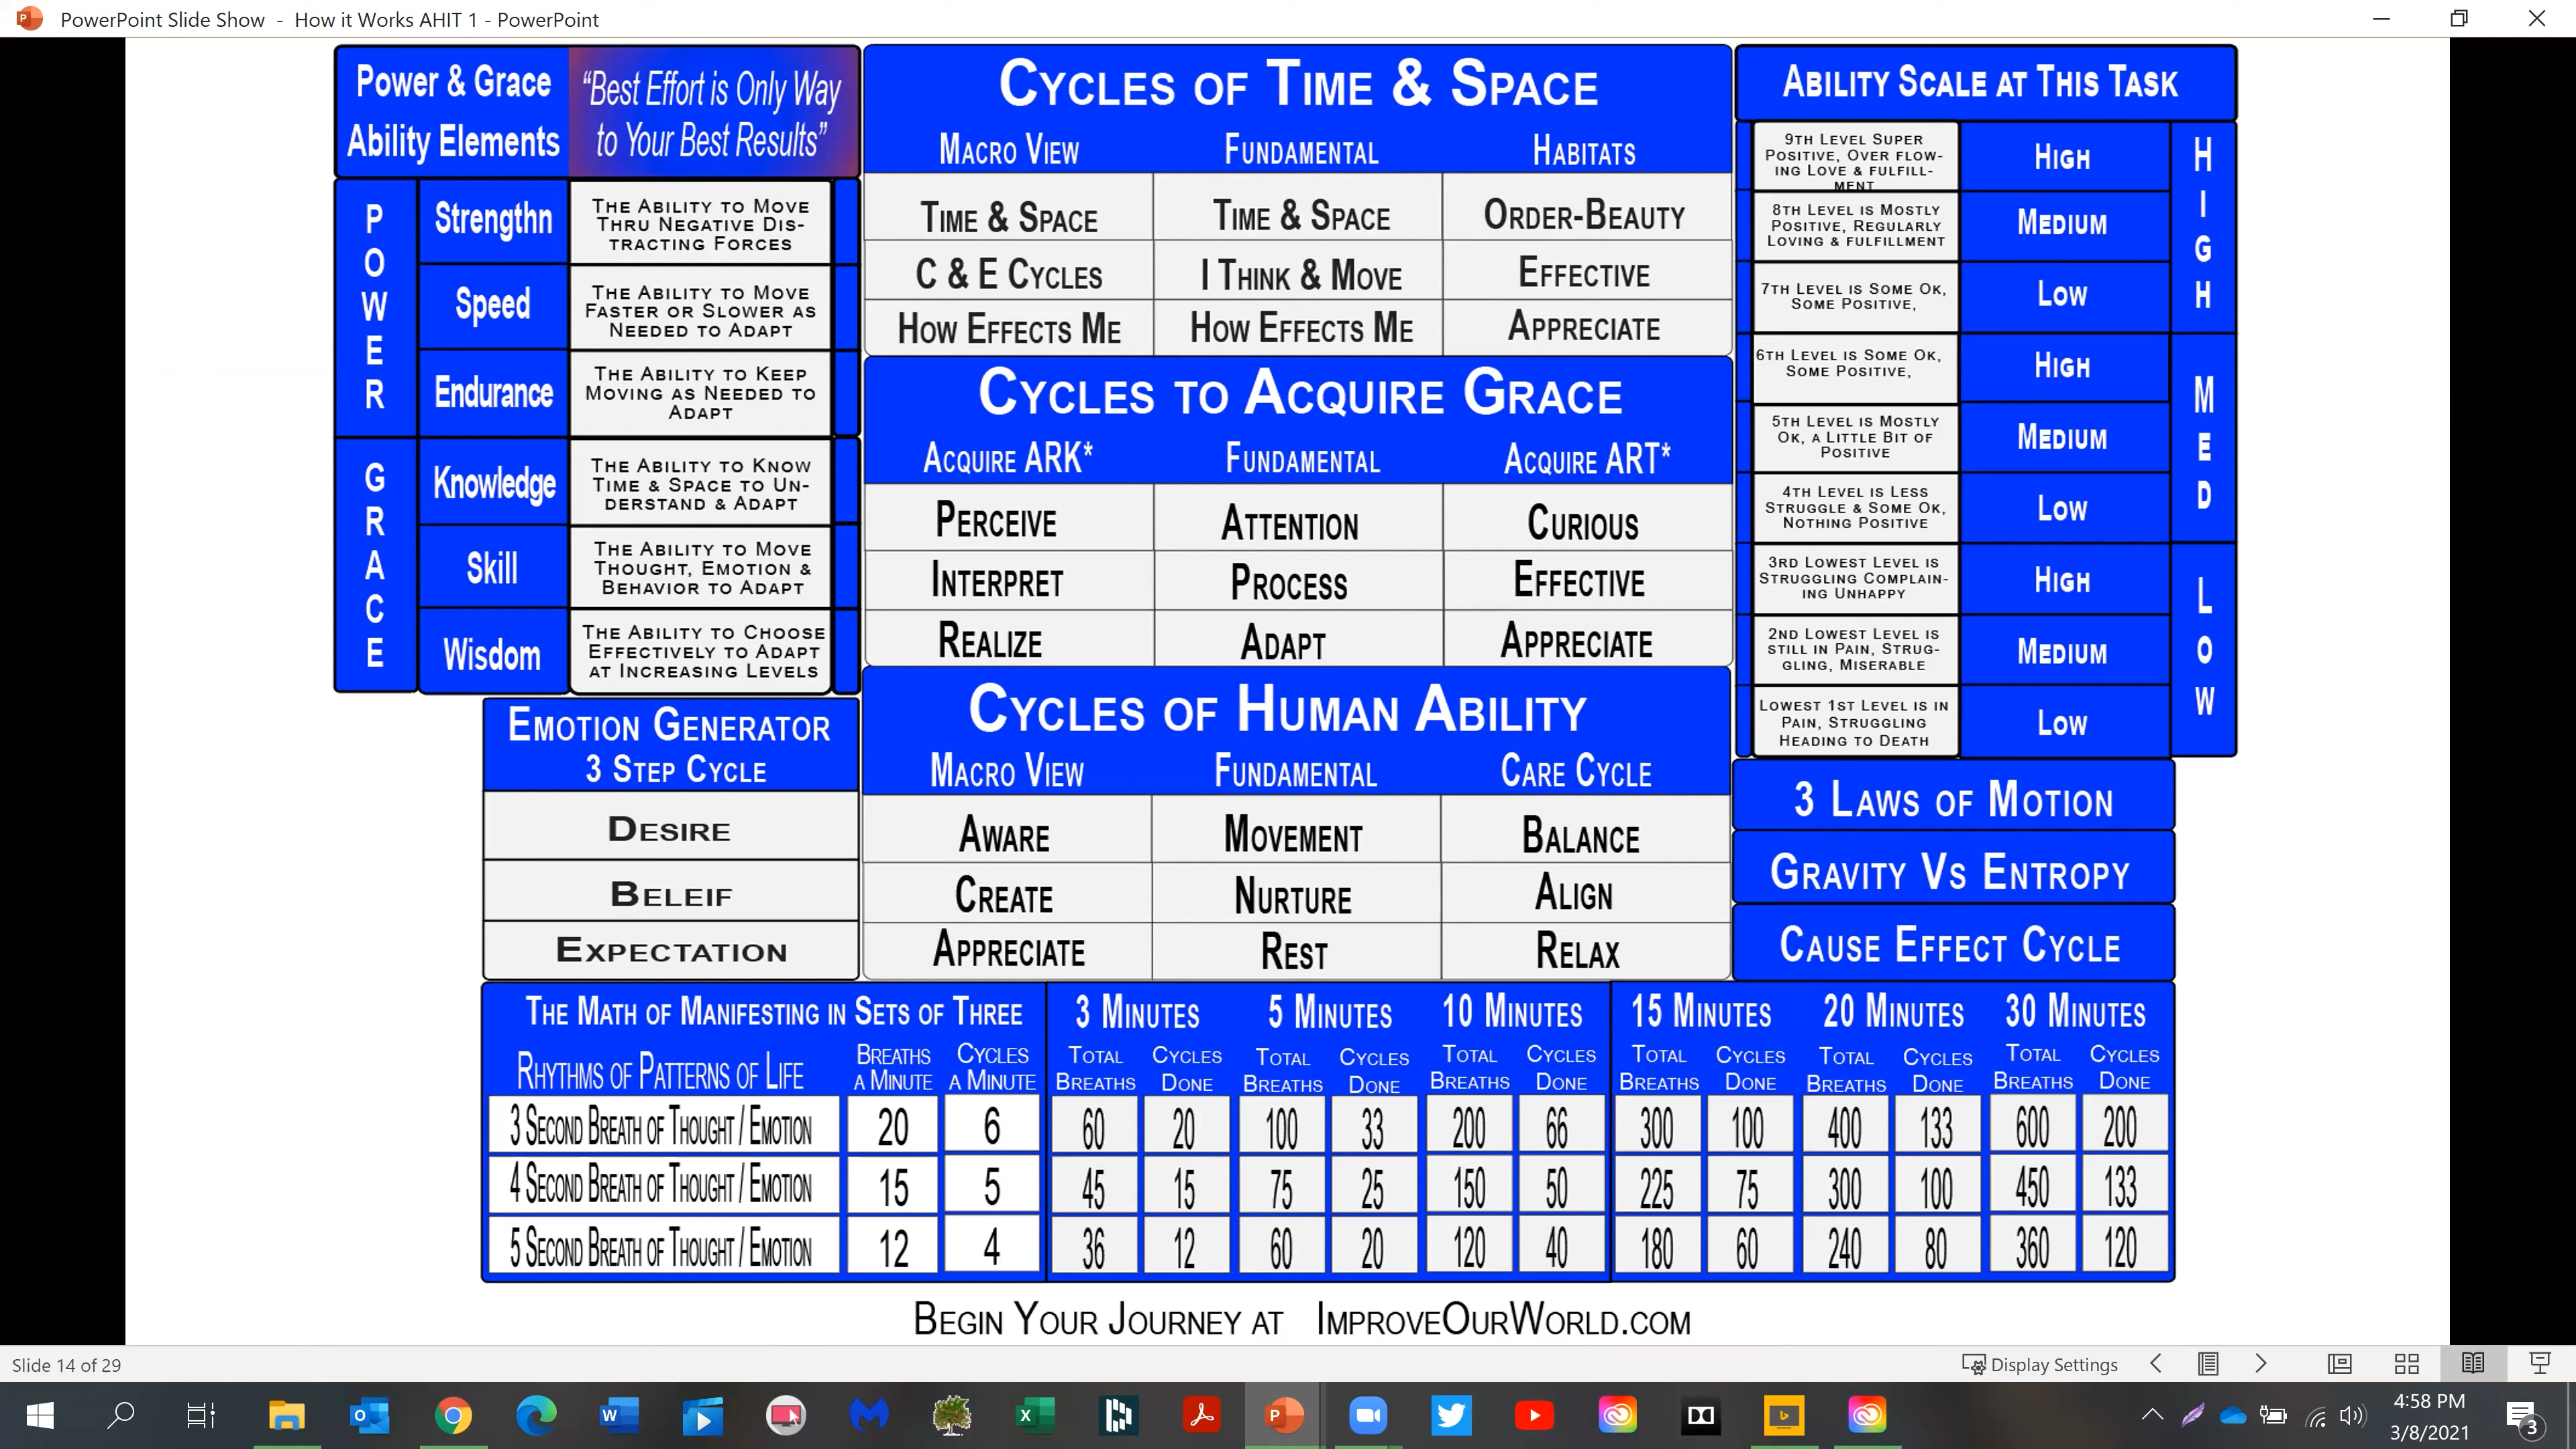 PowerPoint Slide Show - How it Works AHIT 1 - PowerPoint
Power & Grace
Ability Elements
“Best Effort is Only Way
to Your Best Results”
POWER
Strengthn
The Ability to Move
Thru Negative Dis-
tracting Forces
Speed
The Ability to Move
Faster or Slower as
Needed to Adapt
Endurance
The Ability to Keep
Moving as Needed to
Adapt
GRACE
Knowledge
The Ability to Know
Time & Space to Un-
derstand & Adapt
Skill
The Ability to Move
Thought, Emotion &
Behavior to Adapt
Wisdom
The Ability to Choose
Effectively to Adapt
at Increasing Levels
Emotion Generator
3 Step Cycle
Desire
Beleif
Expectation
Cycles of Time & Space
Macro View Fundamental Habitats
Time & Space Time & Space Order-Beauty
C & E Cycles I Think & Move Effective
How Effects Me How Effects Me Appreciate
Cycles to Acquire Grace
Acquire ARK* Fundamental Acquire ART*
Perceive Attention Curious
Interpret Process Effective
Realize Adapt Appreciate
Cycles of Human Ability
Macro View Fundamental Care Cycle
Aware Movement Balance
Create Nurture Align
Appreciate Rest Relax
Ability Scale at This Task
9th Level Super
Positive, Over flow-
ing Love & fulfill-
ment
High
8th Level is Mostly
Positive, Regularly
Loving & fulfillment
Medium
7th Level is Some Ok,
Some Positive,
Low
HIGH
6th Level is Some Ok,
Some Positive,
High
5th Level is Mostly
Ok, a Little Bit of
Positive
Medium
4th Level is Less
Struggle & Some Ok,
Nothing Positive
Low
MED
3rd Lowest Level is
Struggling Complain-
ing Unhappy
High
2nd Lowest Level is
still in Pain, Strug-
gling, Miserable
Medium
Lowest 1st Level is in
Pain, Struggling
Heading to Death
Low
LOW
3 Laws of Motion
Gravity Vs Entropy
Cause Effect Cycle
The Math of Manifesting in Sets of Three 3 Minutes 5 Minutes 10 Minutes 15 Minutes 20 Minutes 30 Minutes
Rhythms of Patterns of Life Breaths a Minute Cycles a Minute Total Breaths Cycles Done Total Breaths Cycles Done Total Breaths Cycles Done Total Breaths Cycles Done Total Breaths Cycles Done Total Breaths Cycles Done
3 Second Breath of Thought / Emotion 20 6 60 20 100 33 200 66 300 100 400 133 600 200
4 Second Breath of Thought / Emotion 15 5 45 15 75 25 150 50 225 75 300 100 450 133
5 Second Breath of Thought / Emotion 12 4 36 12 60 20 120 40 180 60 240 80 360 120
Begin Your Journey at ImproveOurWorld.com
Slide 14 of 29
Display Settings
4:58 PM
3/8/2021
3